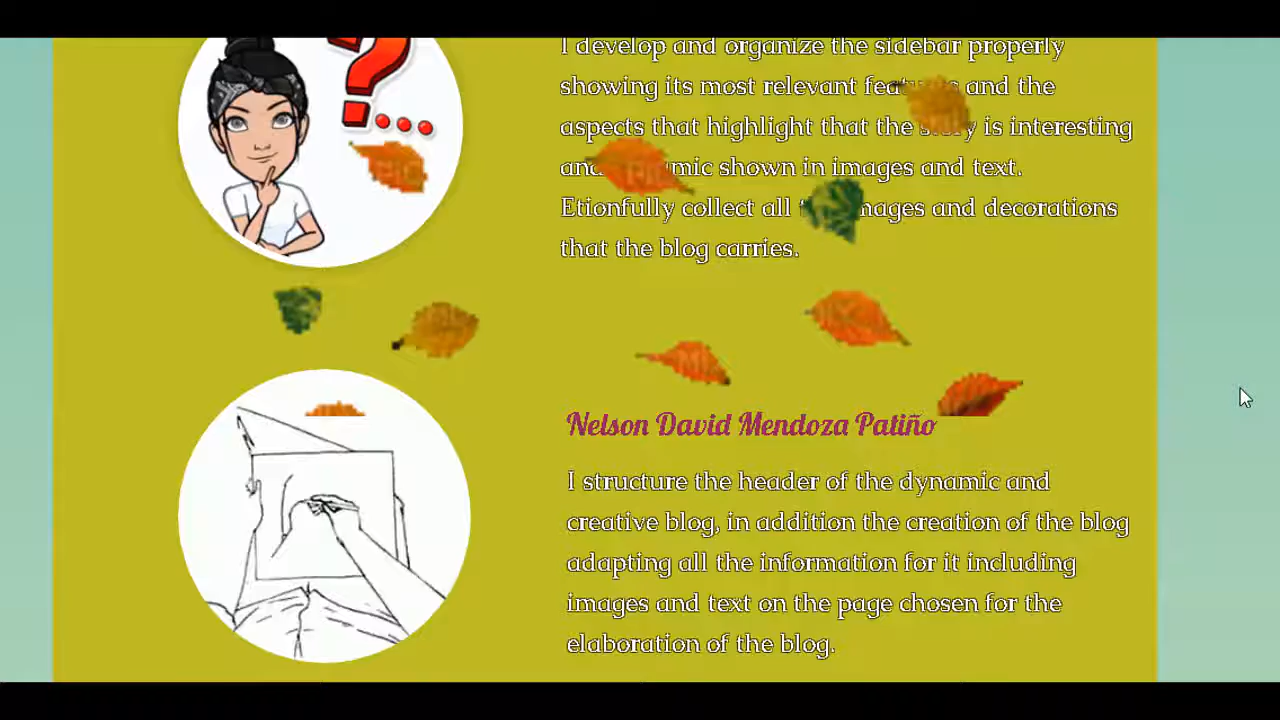 I develop and organize the sidebar properly
showing its most relevant and the
aspects that highlight that the is interesting
shown in images and text.
Etionfully collect all and decorations
that the blog carries.
Nelson David Mendoza Patiño
I structure the header of the dynamic and
creative blog, in addition the creation of the blog
adapting all the information for it including
images and text on the page chosen for the
elaboration of the blog.